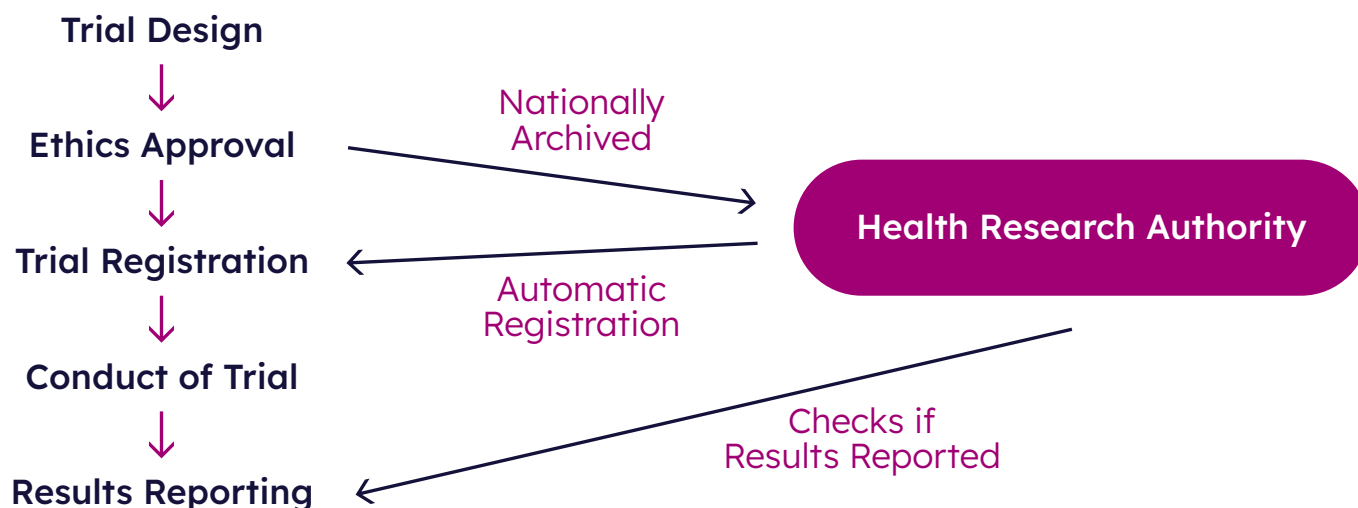 Trial Design
Nationally
Archived
Ethics Approval
Health Research Authority
Trial Registration
Automatic
Registration
Conduct of Trial
Checks if
Results Reported
Results Reporting